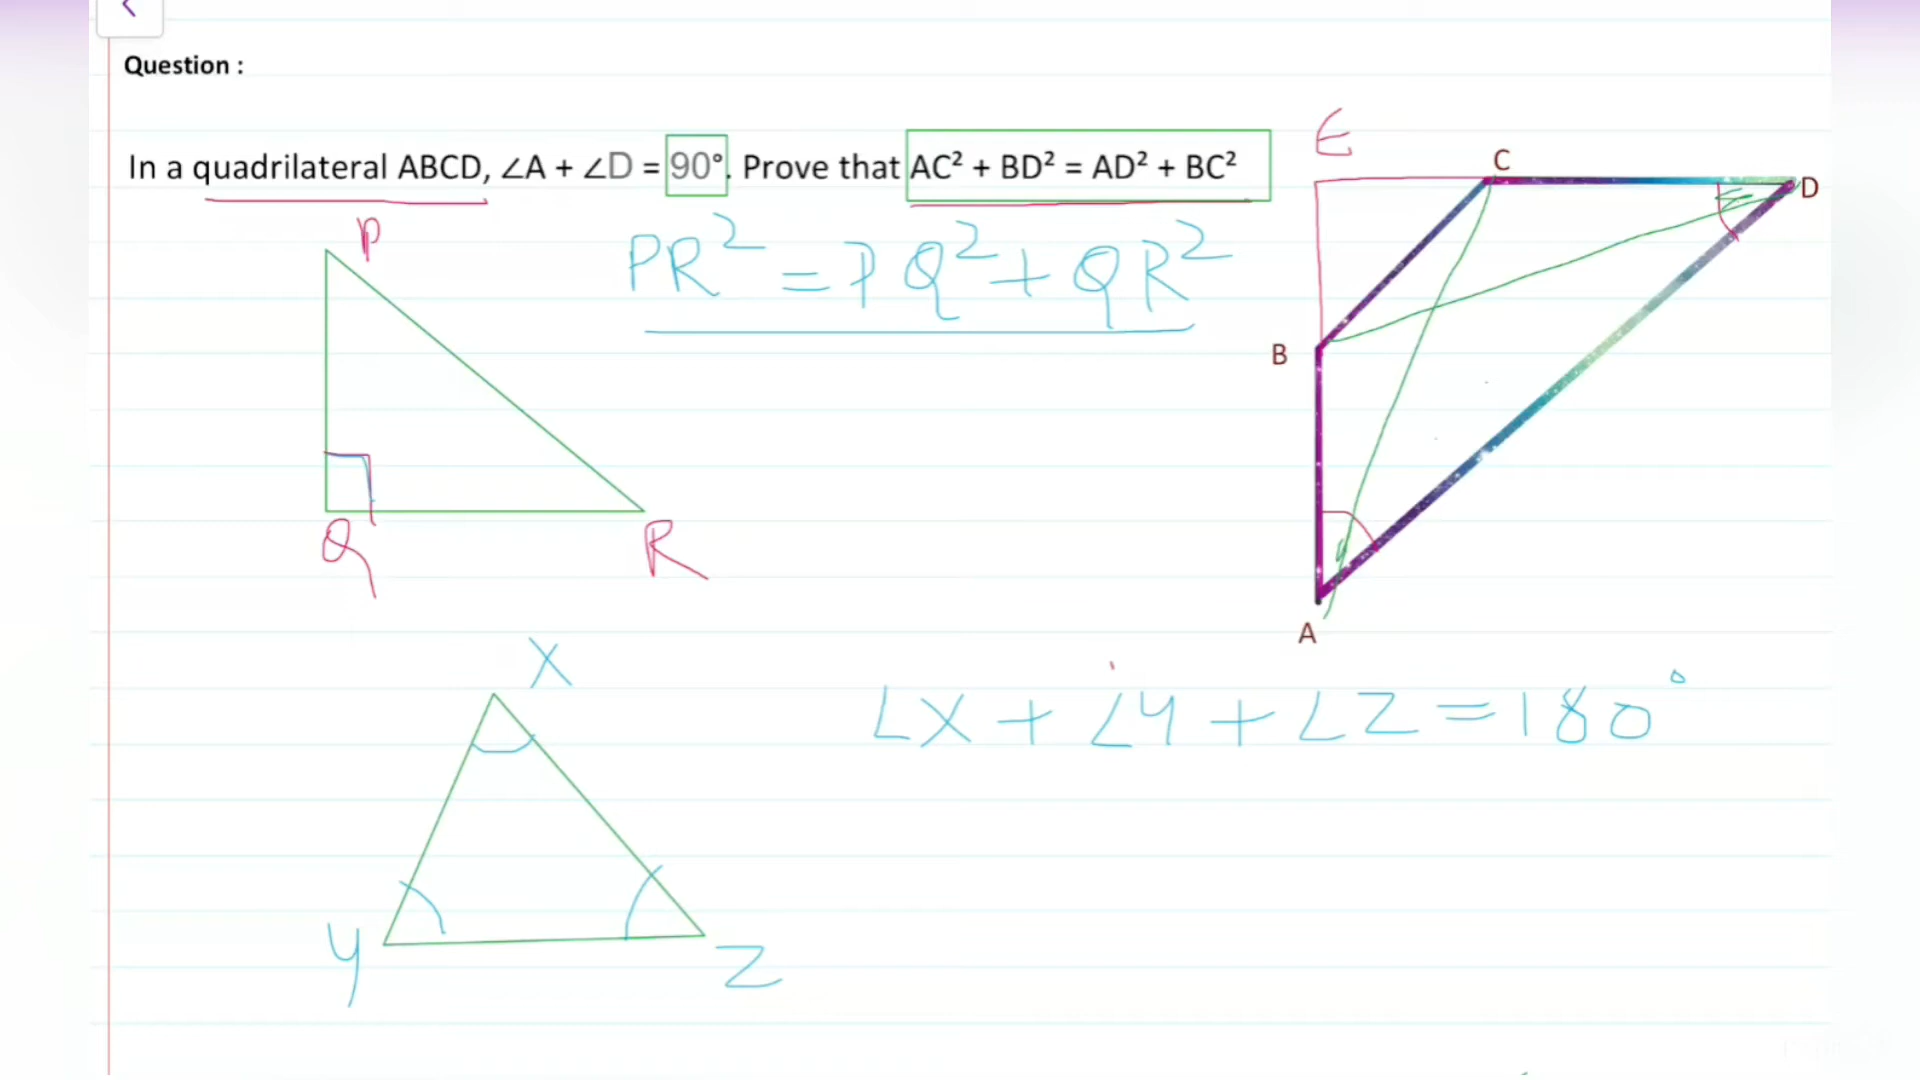 Question :
E
In a quadrilateral ABCD, ∠A + ∠D = 90°. Prove that AC² + BD² = AD² + BC²
C
D
P
PR² = PQ² + QR²
B
Q
R
A
X
∠X + ∠Y + ∠Z = 180°
Y
Z